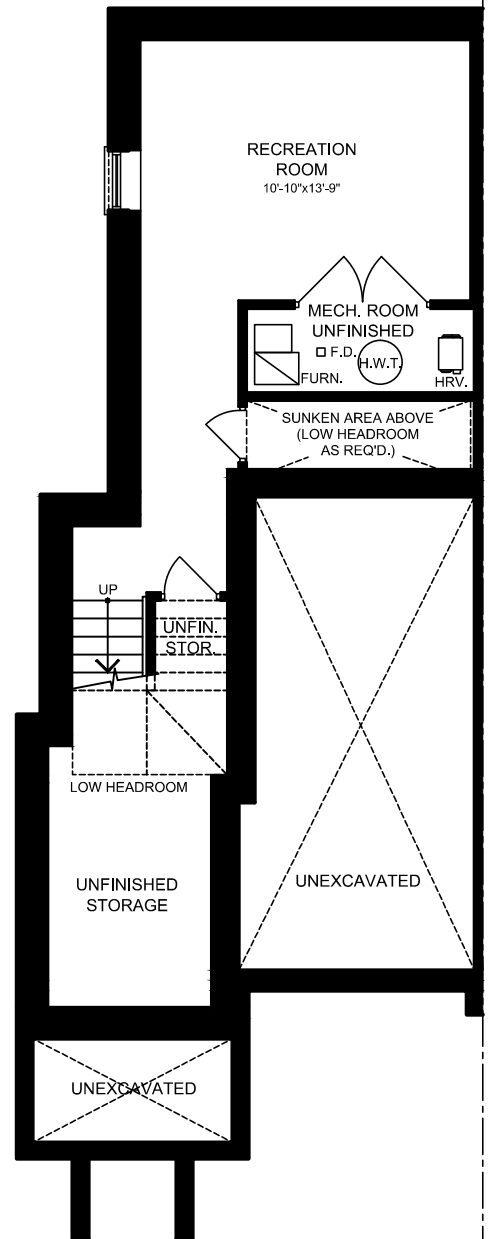 RECREATION
ROOM
10'-10"x13'-9"
MECH. ROOM
UNFINISHED
F.D.
H.W.T.
FURN.
HRV.
SUNKEN AREA ABOVE
(LOW HEADROOM
AS REQ'D.)
UP
UNFIN.
STOR.
LOW HEADROOM
UNFINISHED
STORAGE
UNEXCAVATED
UNEXCAVATED